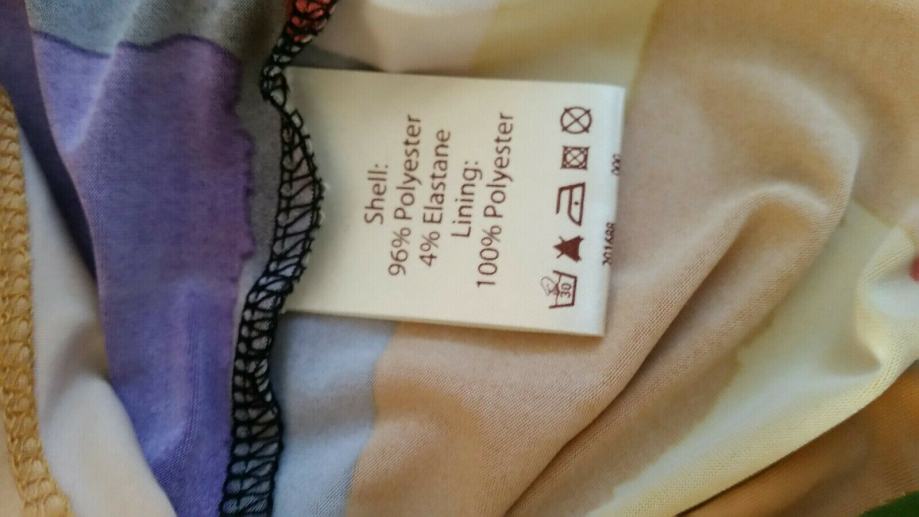 Shell:
96% Polyester
4% Elastane
Lining:
100% Polyester
30